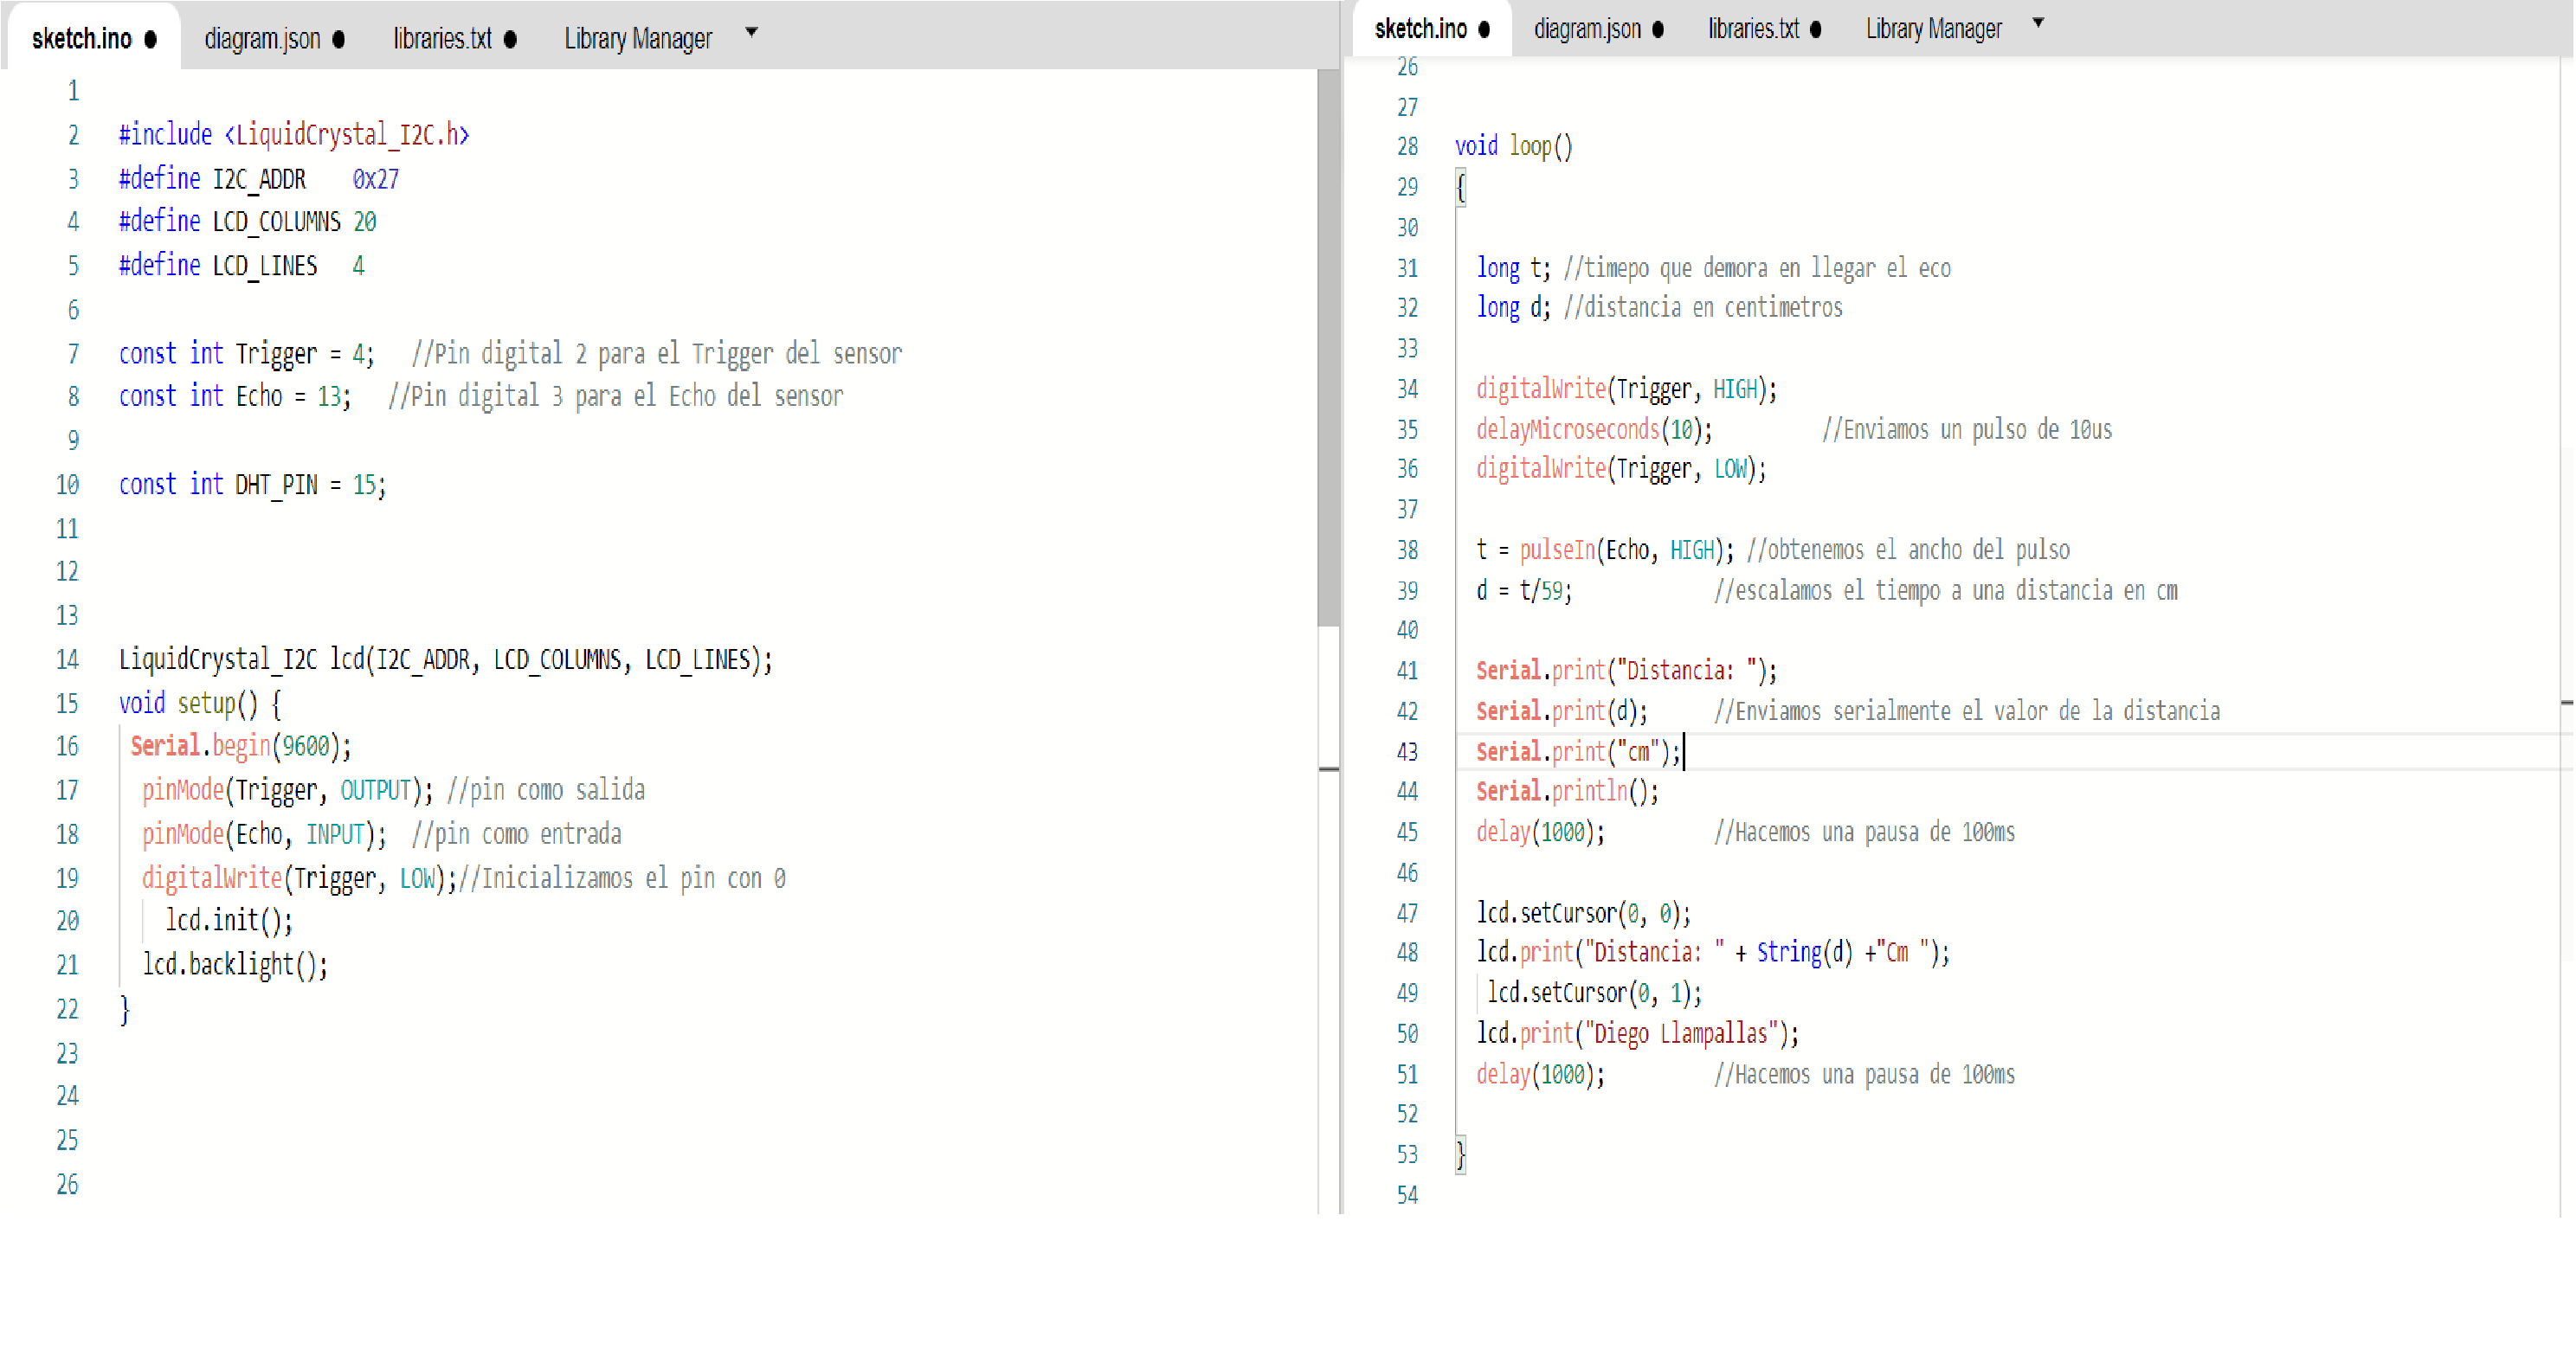 sketch.ino ● diagram.json ● libraries.txt ● Library Manager ▼
1
2 #include <LiquidCrystal_I2C.h>
3 #define I2C_ADDR    0x27
4 #define LCD_COLUMNS 20
5 #define LCD_LINES   4
6
7 const int Trigger = 4;   //Pin digital 2 para el Trigger del sensor
8 const int Echo = 13;   //Pin digital 3 para el Echo del sensor
9
10 const int DHT_PIN = 15;
11
12
13
14 LiquidCrystal_I2C lcd(I2C_ADDR, LCD_COLUMNS, LCD_LINES);
15 void setup() {
16  Serial.begin(9600);
17   pinMode(Trigger, OUTPUT); //pin como salida
18   pinMode(Echo, INPUT);  //pin como entrada
19   digitalWrite(Trigger, LOW);//Inicializamos el pin con 0
20     lcd.init();
21   lcd.backlight();
22 }
23
24
25
26
sketch.ino ● diagram.json ● libraries.txt ● Library Manager ▼
26
27
28 void loop()
29 {
30
31   long t; //timepo que demora en llegar el eco
32   long d; //distancia en centimetros
33
34   digitalWrite(Trigger, HIGH);
35   delayMicroseconds(10);          //Enviamos un pulso de 10us
36   digitalWrite(Trigger, LOW);
37
38   t = pulseIn(Echo, HIGH); //obtenemos el ancho del pulso
39   d = t/59;             //escalamos el tiempo a una distancia en cm
40
41   Serial.print("Distancia: ");
42   Serial.print(d);      //Enviamos serialmente el valor de la distancia
43   Serial.print("cm");
44   Serial.println();
45   delay(1000);          //Hacemos una pausa de 100ms
46
47   lcd.setCursor(0, 0);
48   lcd.print("Distancia: " + String(d) +"Cm ");
49    lcd.setCursor(0, 1);
50   lcd.print("Diego Llampallas");
51   delay(1000);          //Hacemos una pausa de 100ms
52
53 }
54